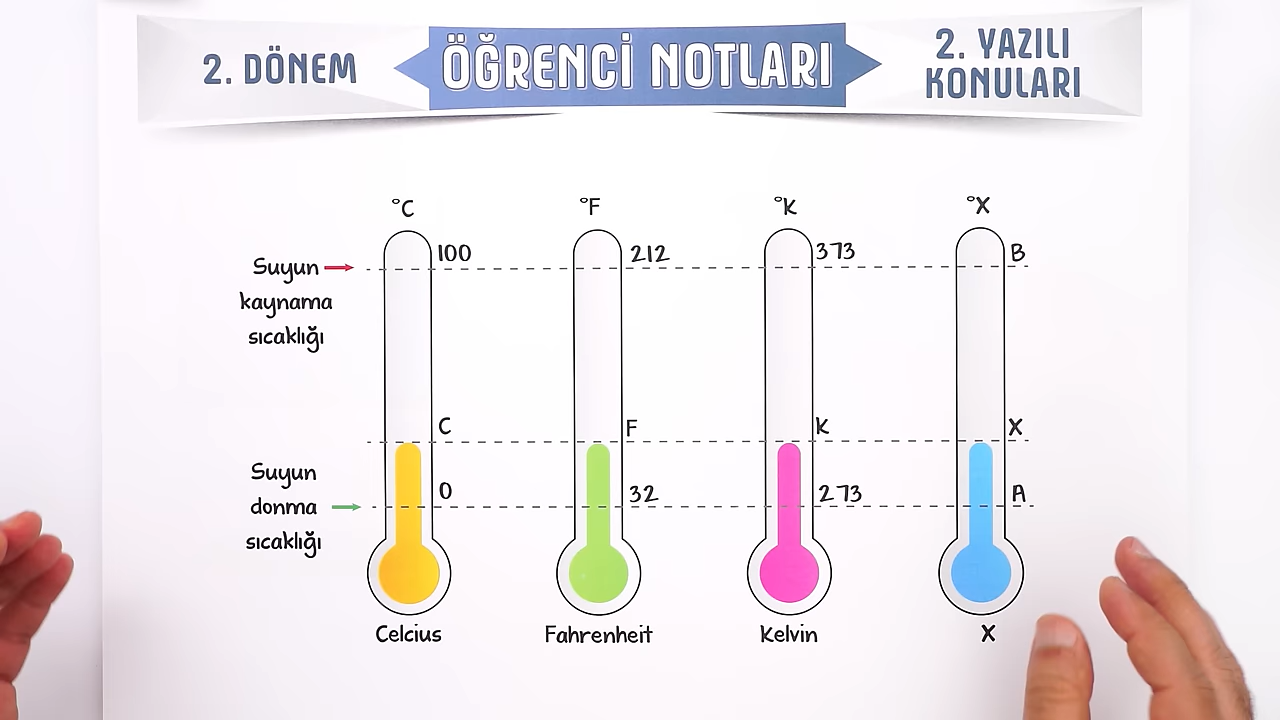 2. DÖNEM
ÖĞRENCİ NOTLARI
2. YAZILI
KONULARI
°C
°F
°K
°X
100
212
373
B
Suyun
kaynama
sıcaklığı
C
F
K
X
Suyun
donma
sıcaklığı
0
32
273
A
Celcius
Fahrenheit
Kelvin
X